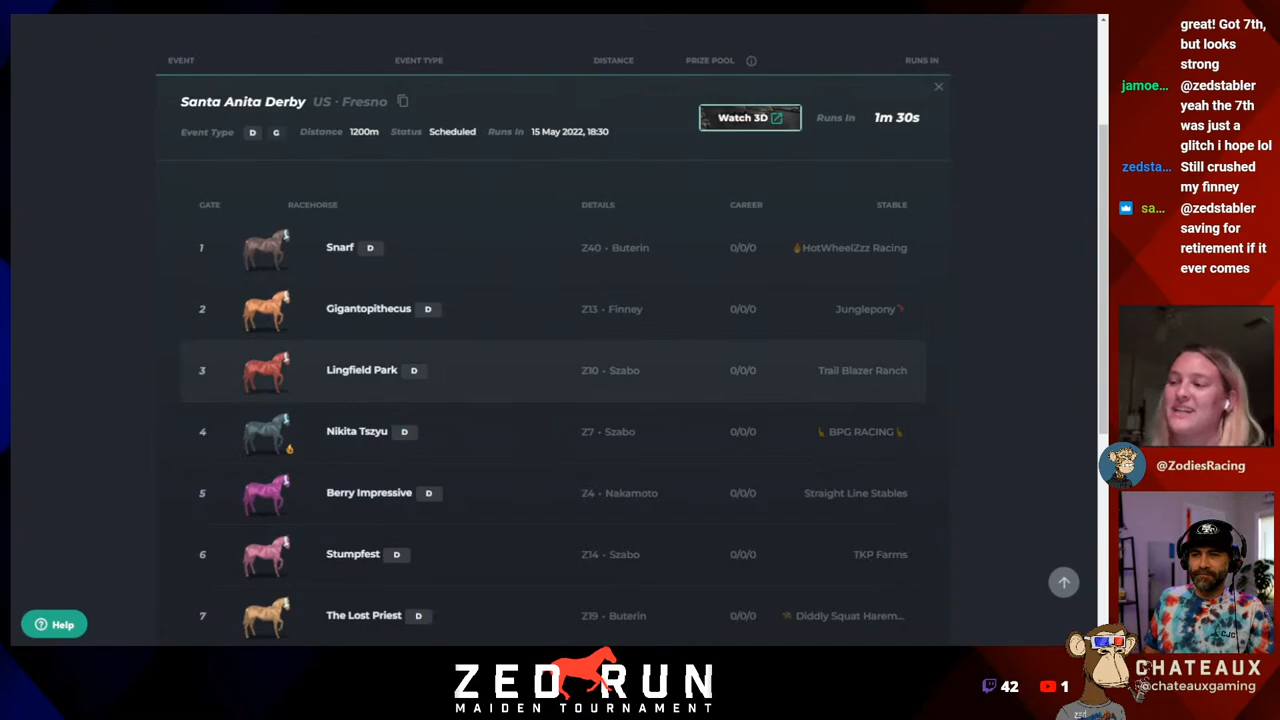 EVENT EVENT TYPE DISTANCE PRIZE POOL RUNS IN
Santa Anita Derby US · Fresno
Watch 3D Runs In 1m 30s
Event Type D G Distance 1200m Status Scheduled Runs In 15 May 2022, 18:30
GATE RACEHORSE DETAILS CAREER STABLE
1 Snarf D Z40 • Buterin 0/0/0 HotWheelZzz Racing
2 Gigantopithecus D Z13 • Finney 0/0/0 Junglepony
3 Lingfield Park D Z10 • Szabo 0/0/0 Trail Blazer Ranch
4 Nikita Tszyu D Z7 • Szabo 0/0/0 BPG RACING
5 Berry Impressive D Z4 • Nakamoto 0/0/0 Straight Line Stables
6 Stumpfest D Z14 • Szabo 0/0/0 TKP Farms
7 The Lost Priest D Z19 • Buterin 0/0/0 Diddly Squat Harem...
Help
great! Got 7th,
but looks
strong
jamoe... @zedstabler
yeah the 7th
was just a
glitch i hope lol
zedsta... Still crushed
my finney
sa... @zedstabler
saving for
retirement if it
ever comes
@ZodiesRacing
CJC
ZED RUN
MAIDEN TOURNAMENT
42 1
CHATEAUX
@chateauxgaming
ZED